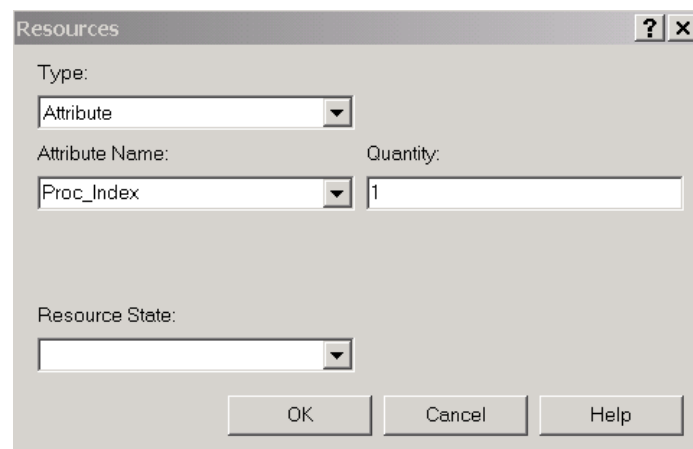 Resources ? ×
Type:
Attribute
Attribute Name: Quantity:
Proc_Index 1
Resource State:
OK Cancel Help